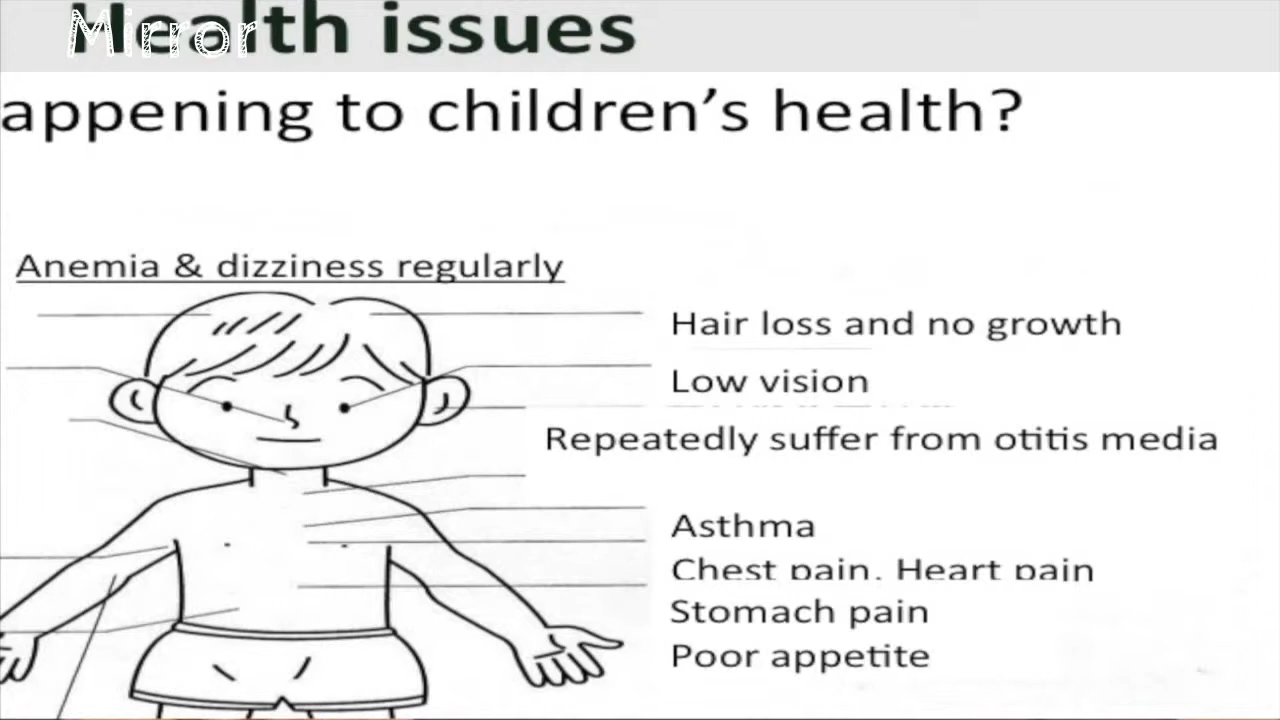 Health issues
Mirror
appening to children’s health?
Anemia & dizziness regularly
Hair loss and no growth
Low vision
Repeatedly suffer from otitis media
Asthma
Chest pain. Heart pain
Stomach pain
Poor appetite